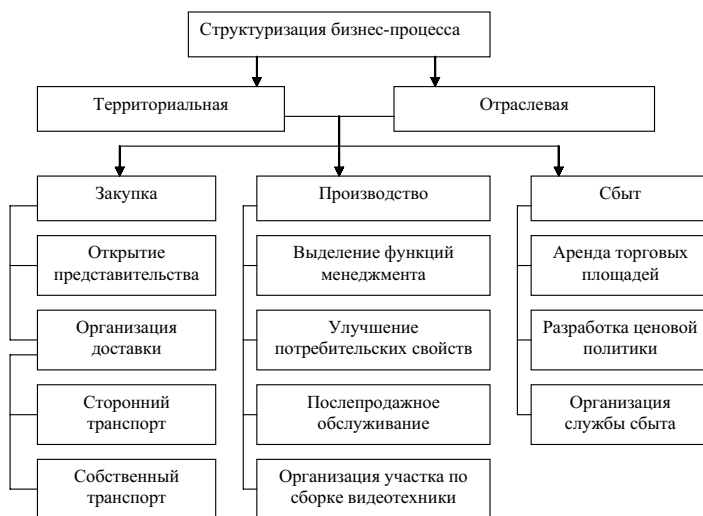 Структуризация бизнес-процесса
Территориальная
Отраслевая
Закупка
Производство
Сбыт
Открытие
представительства
Выделение функций
менеджмента
Аренда торговых
площадей
Организация
доставки
Улучшение
потребительских свойств
Разработка ценовой
политики
Сторонний
транспорт
Послепродажное
обслуживание
Организация
службы сбыта
Собственный
транспорт
Организация участка по
сборке видеотехники